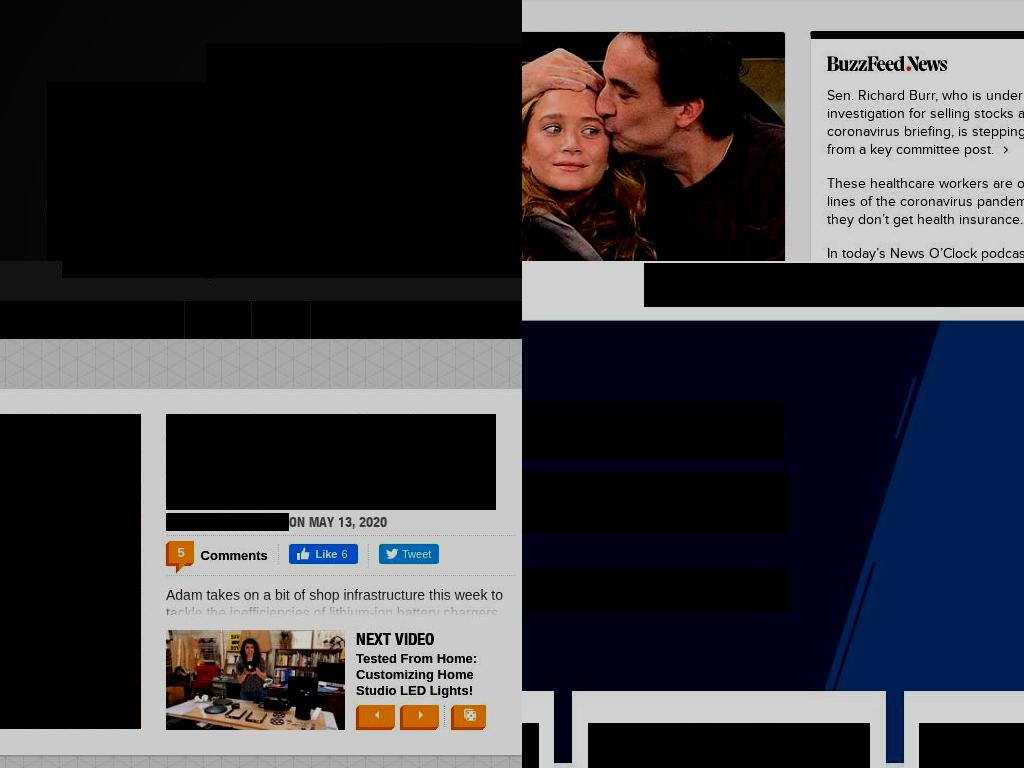 BuzzFeed News
Sen. Richard Burr, who is under
investigation for selling stocks a
coronavirus briefing, is stepping
from a key committee post. ›
These healthcare workers are o
lines of the coronavirus pandem
they don't get health insurance.
In today's News O'Clock podcas
ON MAY 13, 2020
5
Comments
Like 6
Tweet
Adam takes on a bit of shop infrastructure this week to
tackle the inefficiencies of lithium-ion battery chargers
NEXT VIDEO
Tested From Home:
Customizing Home
Studio LED Lights!